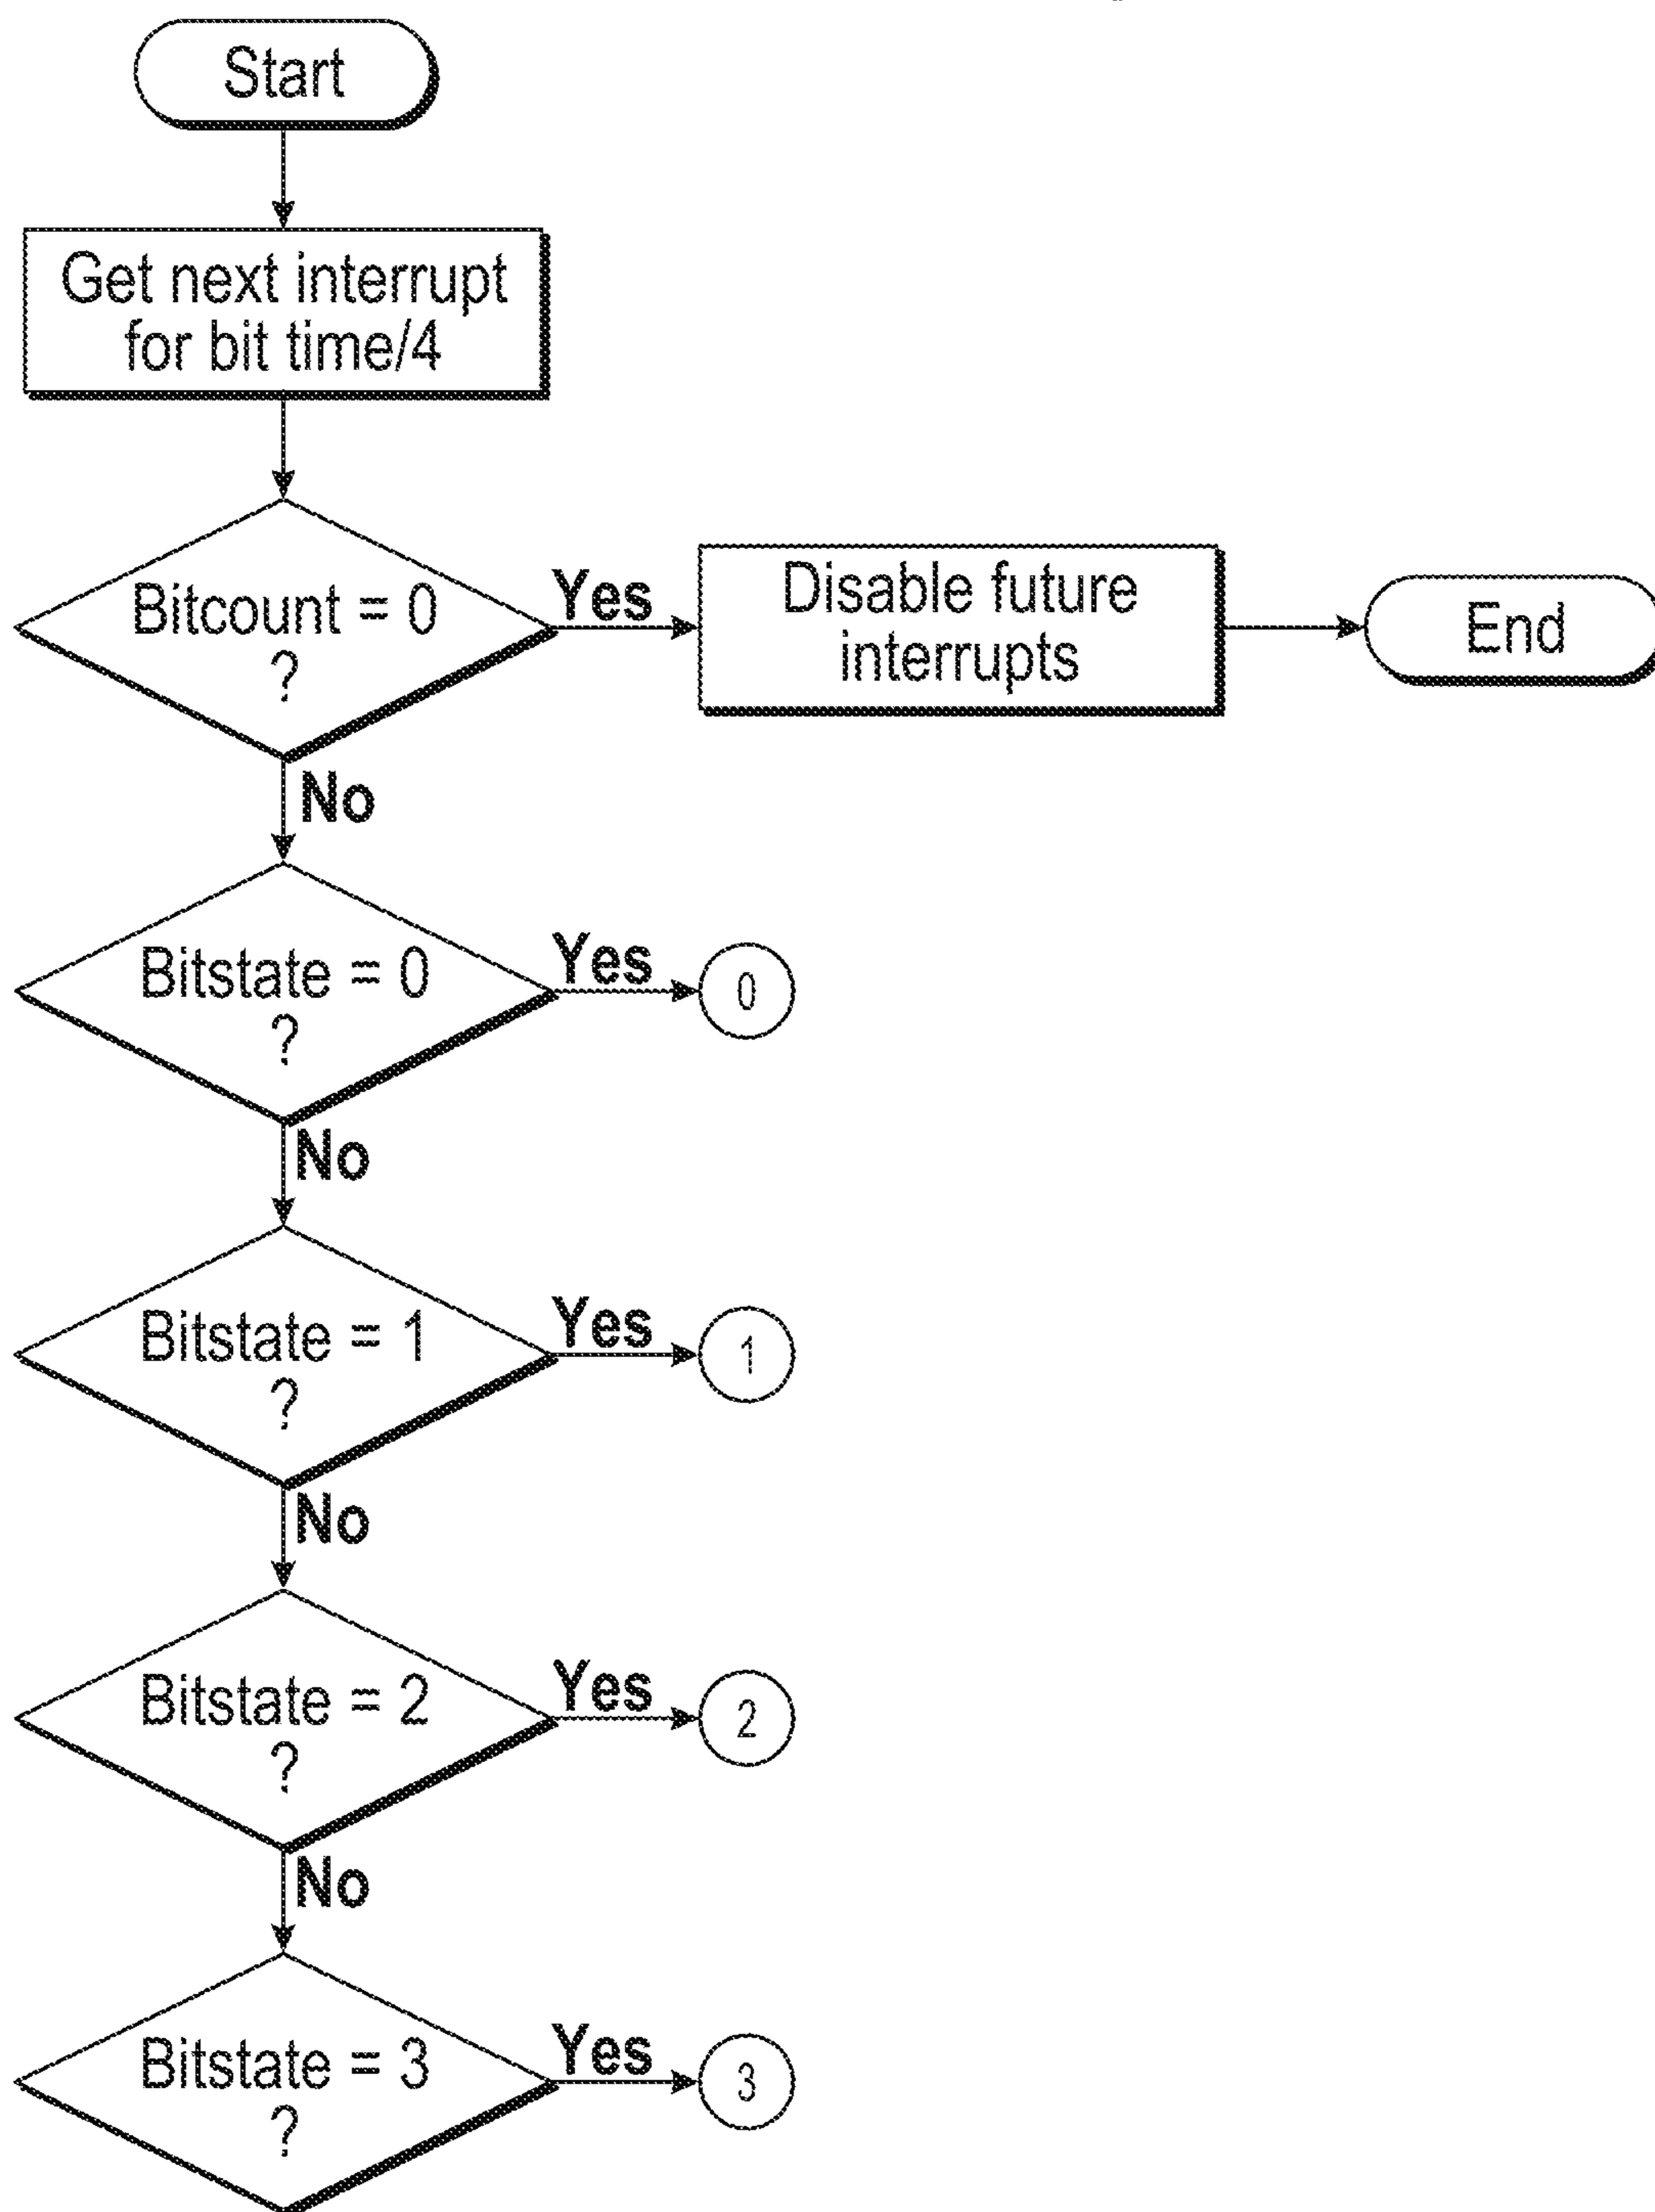 Start
Get next interrupt
for bit time/4
Bitcount = 0
?
Yes
Disable future
interrupts
End
No
Bitstate = 0
?
Yes
0
No
Bitstate = 1
?
Yes
1
No
Bitstate = 2
?
Yes
2
No
Bitstate = 3
?
Yes
3